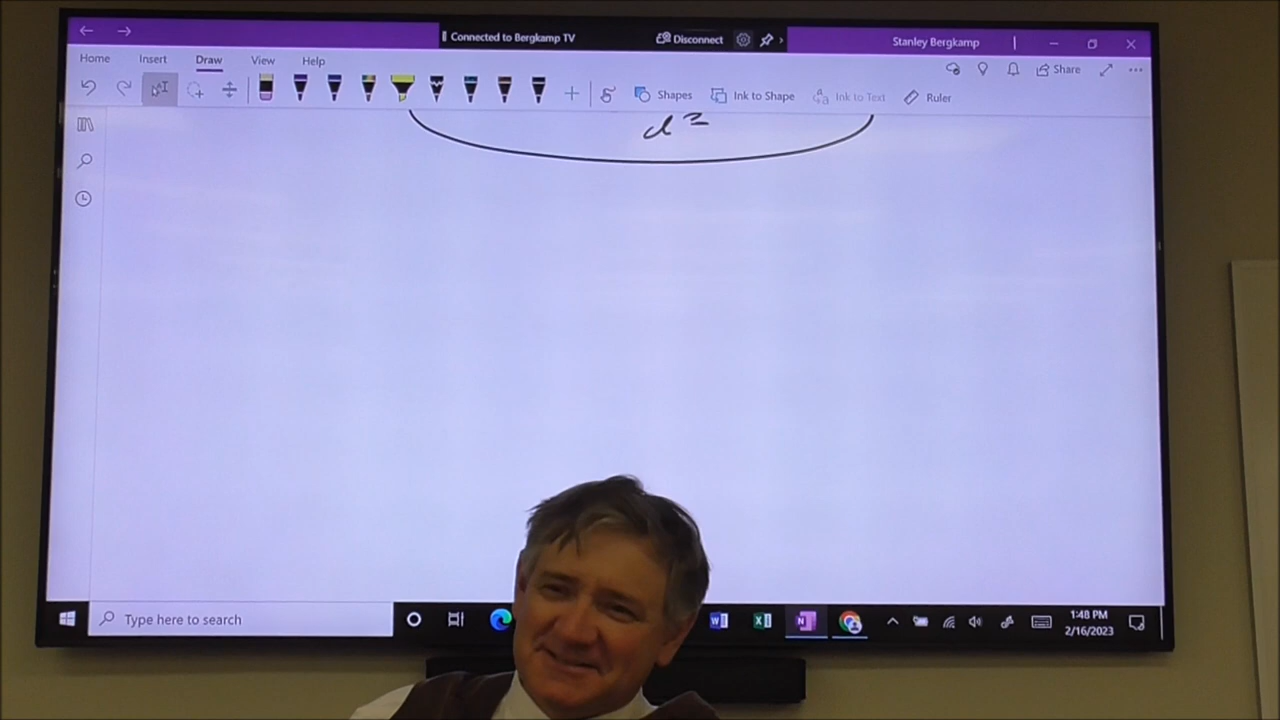 Connected to Bergkamp TV Disconnect Stanley Bergkamp
Home Insert Draw View Help Share
Shapes Ink to Shape Ink to Text Ruler
d²
Type here to search
1:48 PM
2/16/2023